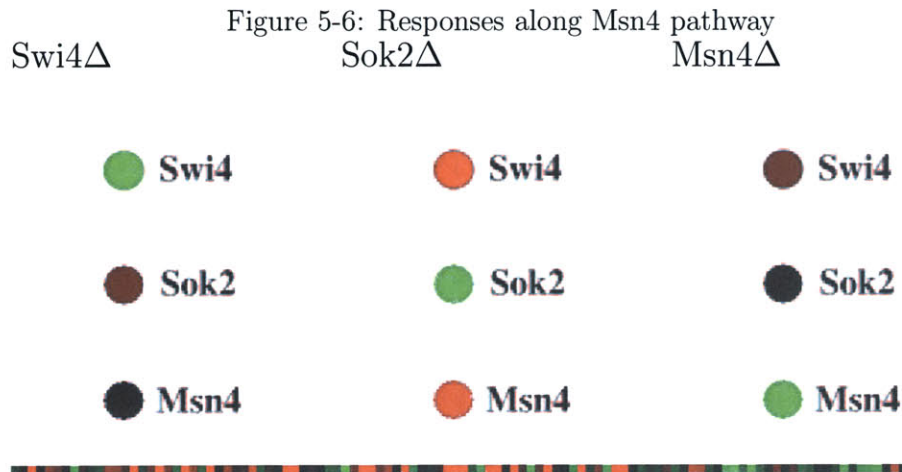 Figure 5-6: Responses along Msn4 pathway
Swi4Δ Sok2Δ Msn4Δ
Swi4 Swi4 Swi4
Sok2 Sok2 Sok2
Msn4 Msn4 Msn4